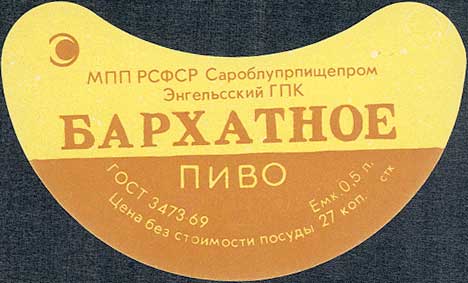 МПП РСФСР Сароблупрпищепром
Энгельсский ГПК
БАРХАТНОЕ
ПИВО
ГОСТ 3473-69
Емк. 0,5 л.
Цена без стоимости посуды 27 коп. стк